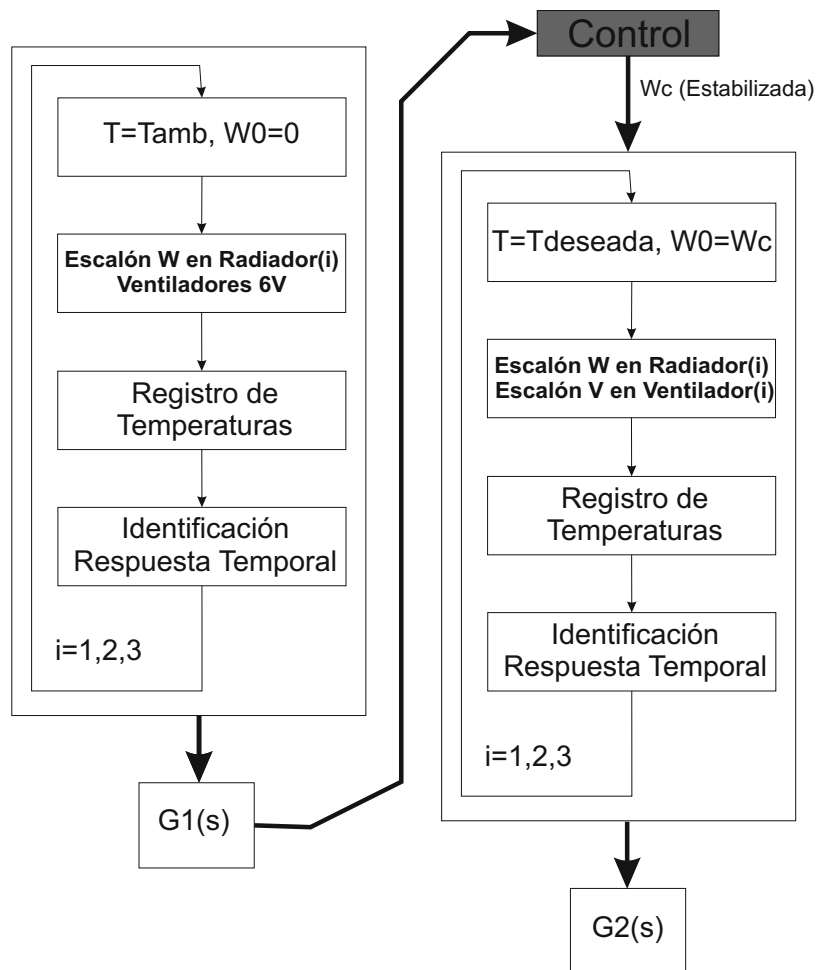 T=Tamb, W0=0
Escalón W en Radiador(i)
Ventiladores 6V
Registro de
Temperaturas
Identificación
Respuesta Temporal
i=1,2,3
G1(s)
Control
Wc (Estabilizada)
T=Tdeseada, W0=Wc
Escalón W en Radiador(i)
Escalón V en Ventilador(i)
Registro de
Temperaturas
Identificación
Respuesta Temporal
i=1,2,3
G2(s)